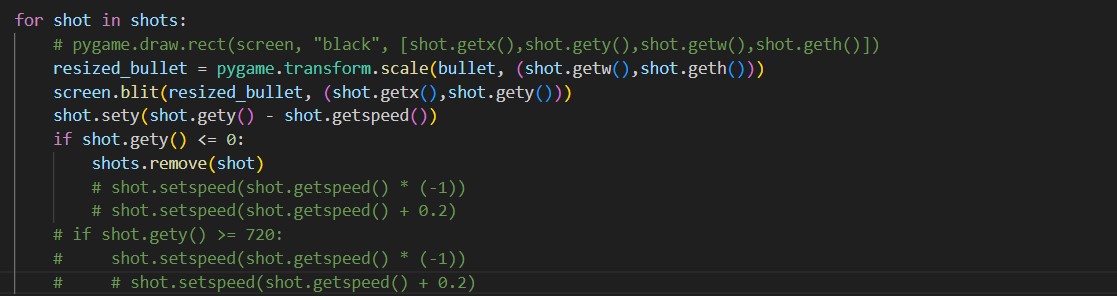 for shot in shots:
    # pygame.draw.rect(screen, "black", [shot.getx(),shot.gety(),shot.getw(),shot.geth()])
    resized_bullet = pygame.transform.scale(bullet, (shot.getw(),shot.geth()))
    screen.blit(resized_bullet, (shot.getx(),shot.gety()))
    shot.sety(shot.gety() - shot.getspeed())
    if shot.gety() <= 0:
        shots.remove(shot)
        # shot.setspeed(shot.getspeed() * (-1))
        # shot.setspeed(shot.getspeed() + 0.2)
    # if shot.gety() >= 720:
    #     shot.setspeed(shot.getspeed() * (-1))
    #     # shot.setspeed(shot.getspeed() + 0.2)